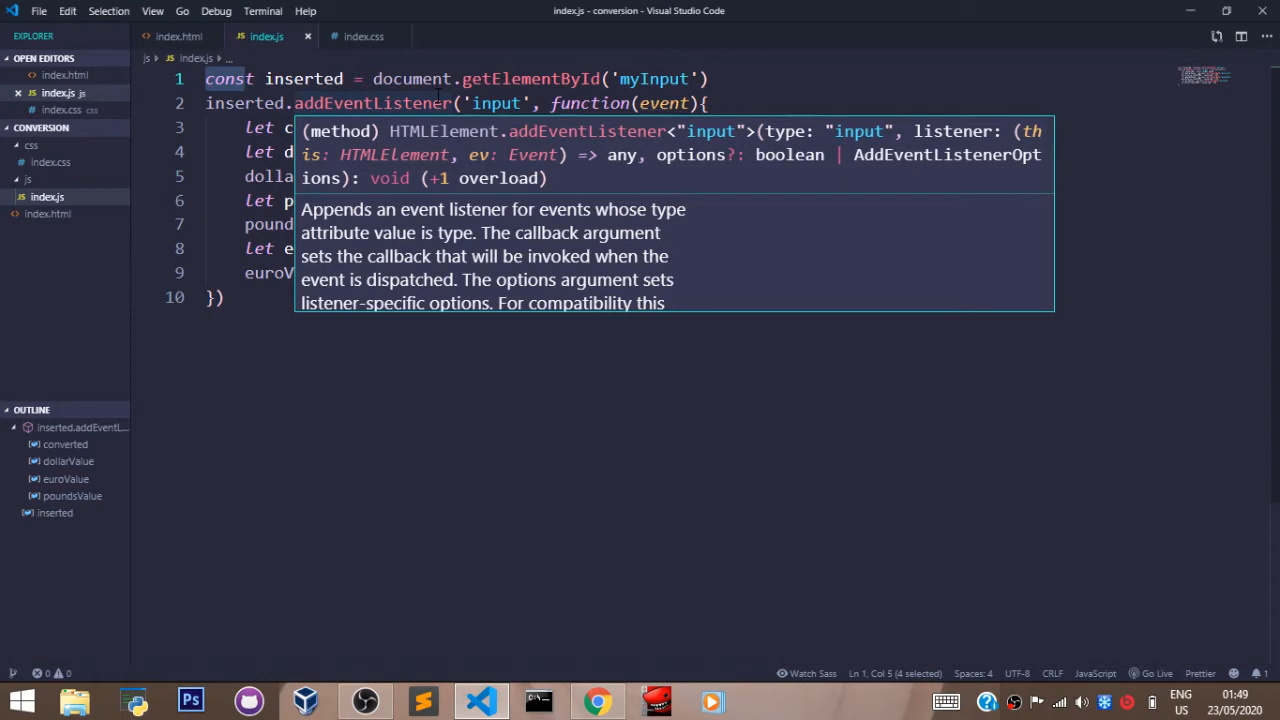 File Edit Selection View Go Debug Terminal Help index.js - conversion - Visual Studio Code
EXPLORER
index.html index.js index.css
OPEN EDITORS
index.html
index.js js
index.css css
CONVERSION
css
index.css
js
index.js
index.html
OUTLINE
inserted.addEventL...
converted
dollarValue
euroValue
poundsValue
inserted
js index.js ...
1 const inserted = document.getElementById('myInput')
2 inserted.addEventListener('input', function(event){
3 let c
4 let d
5 dolla
6 let p
7 pound
8 let e
9 euroV
10 })
(method) HTMLElement.addEventListener<"input">(type: "input", listener: (th
is: HTMLElement, ev: Event) => any, options?: boolean | AddEventListenerOpt
ions): void (+1 overload)
Appends an event listener for events whose type
attribute value is type. The callback argument
sets the callback that will be invoked when the
event is dispatched. The options argument sets
listener-specific options. For compatibility this
0 0 Watch Sass Ln 1, Col 5 (4 selected) Spaces: 4 UTF-8 CRLF JavaScript Go Live Prettier 1
Ps
ENG
US
01:49
23/05/2020